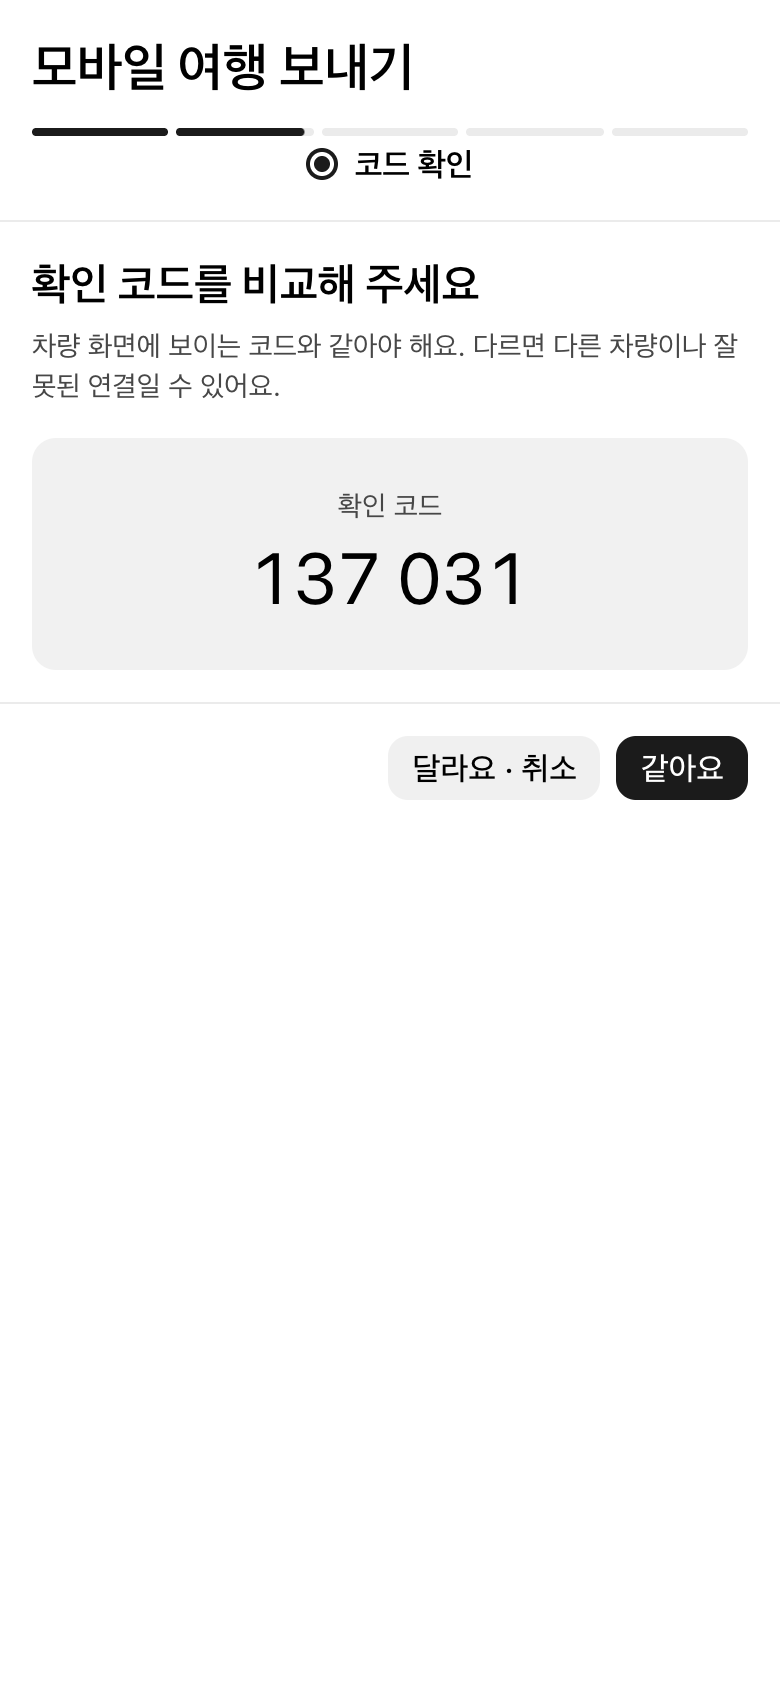 모바일 여행 보내기
코드 확인
확인 코드를 비교해 주세요
차량 화면에 보이는 코드와 같아야 해요. 다르면 다른 차량이나 잘
못된 연결일 수 있어요.
확인 코드
137 031
달라요 · 취소
같아요